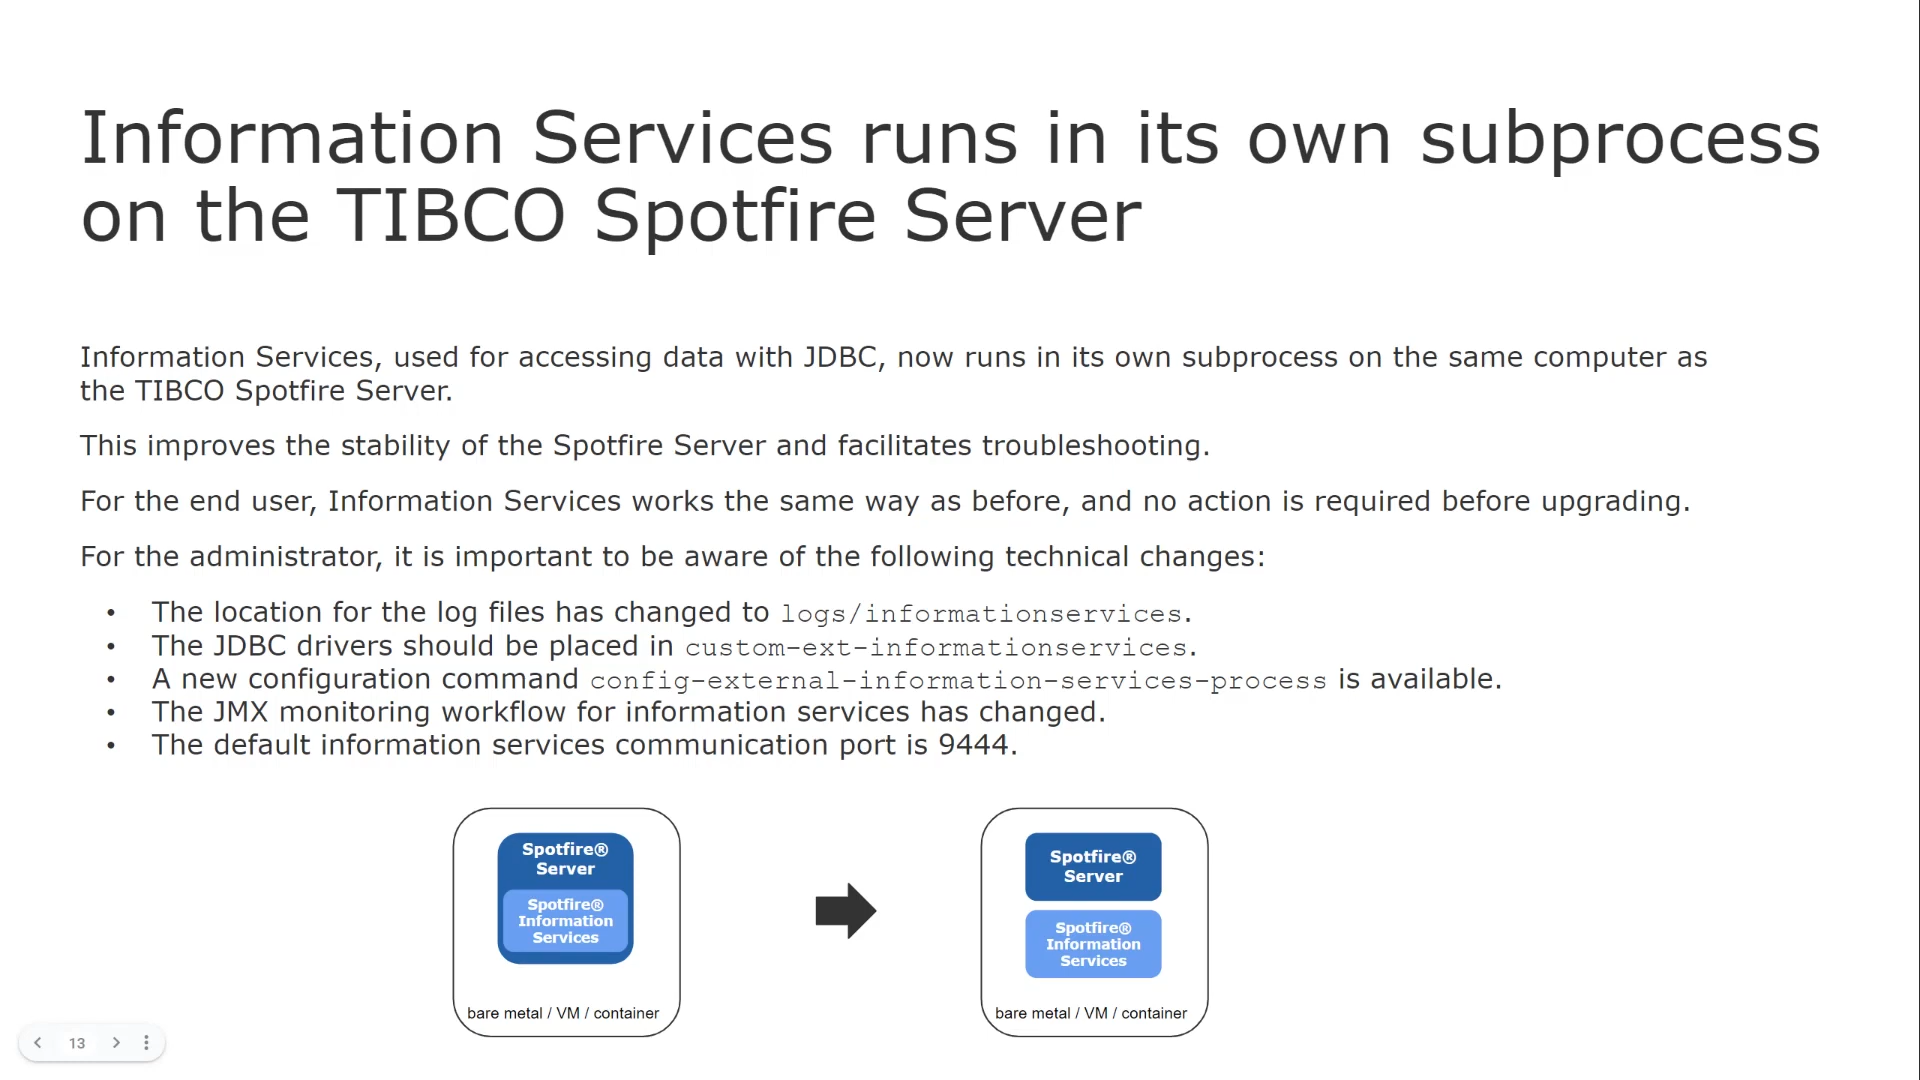 Information Services runs in its own subprocess
on the TIBCO Spotfire Server
Information Services, used for accessing data with JDBC, now runs in its own subprocess on the same computer as
the TIBCO Spotfire Server.
This improves the stability of the Spotfire Server and facilitates troubleshooting.
For the end user, Information Services works the same way as before, and no action is required before upgrading.
For the administrator, it is important to be aware of the following technical changes:
• The location for the log files has changed to logs/informationservices.
• The JDBC drivers should be placed in custom-ext-informationservices.
• A new configuration command config-external-information-services-process is available.
• The JMX monitoring workflow for information services has changed.
• The default information services communication port is 9444.
Spotfire®
Server
Spotfire®
Information
Services
bare metal / VM / container
Spotfire®
Server
Spotfire®
Information
Services
bare metal / VM / container
13